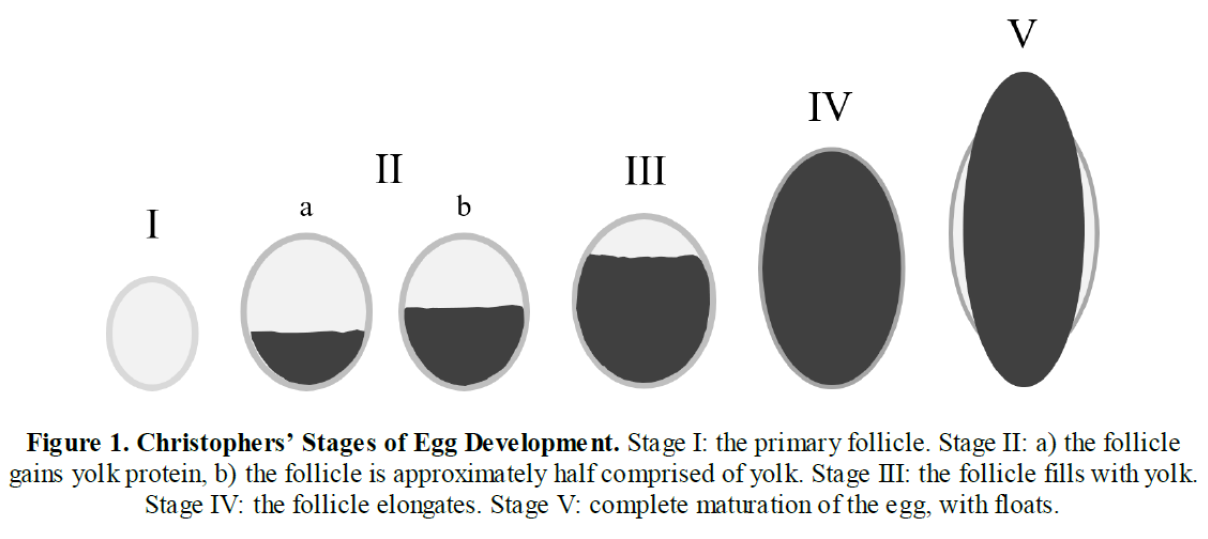 I
II
a
b
III
IV
V
Figure 1. Christophers’ Stages of Egg Development. Stage I: the primary follicle. Stage II: a) the follicle
gains yolk protein, b) the follicle is approximately half comprised of yolk. Stage III: the follicle fills with yolk.
Stage IV: the follicle elongates. Stage V: complete maturation of the egg, with floats.